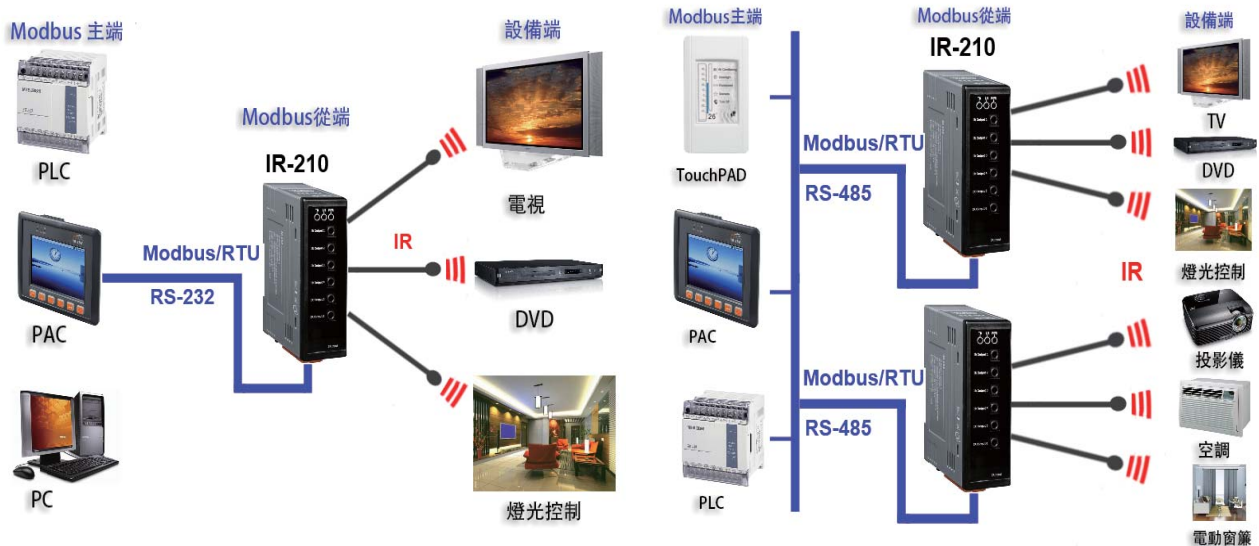 Modbus 主端
PLC
PAC
PC
Modbus/RTU
RS-232
Modbus從端
IR-210
IR
設備端
電視
DVD
燈光控制
Modbus主端
TouchPAD
PAC
PLC
Modbus/RTU
RS-485
Modbus/RTU
RS-485
Modbus從端
IR-210
IR
設備端
TV
DVD
燈光控制
投影儀
空調
電動窗簾